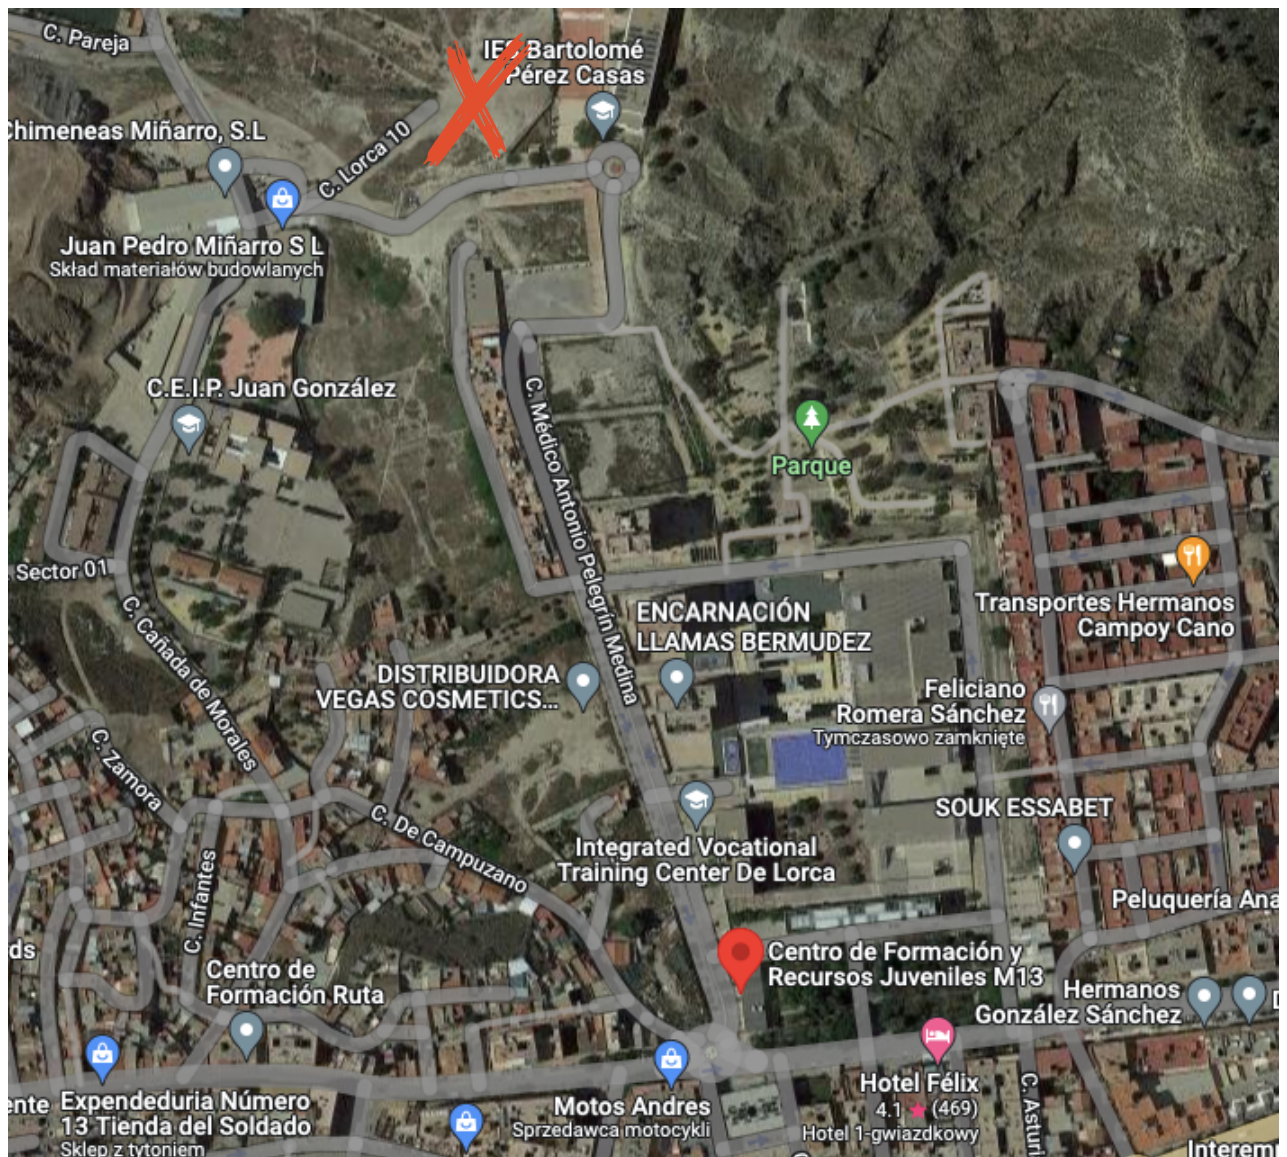 C. Pareja
IES Bartolomé
Pérez Casas
Chimeneas Miñarro, S.L
C. Lorca 10
Juan Pedro Miñarro S L
Skład materiałów budowlanych
C.E.I.P. Juan González
C. Médico Antonio Pelegrín Medina
Parque
Sector 01
C. Cañada de Morales
Transportes Hermanos
Campoy Cano
ENCARNACIÓN
LLAMAS BERMUDEZ
DISTRIBUIDORA
VEGAS COSMETICS...
Feliciano
Romera Sánchez
Tymczasowo zamknięte
C. Zamora
SOUK ESSABET
C. De Campuzano
Integrated Vocational
Training Center De Lorca
C. Infantes
Peluquería Ana
ds
Centro de Formación y
Recursos Juveniles M13
Centro de
Formación Ruta
Hermanos
González Sánchez
Hotel Félix
4.1 ★ (469)
Hotel 1-gwiazdkowy
C. Asturi
ente
Expendeduria Número
13 Tienda del Soldado
Sklep z tytoniem
Motos Andres
Sprzedawca motocykli
Interem